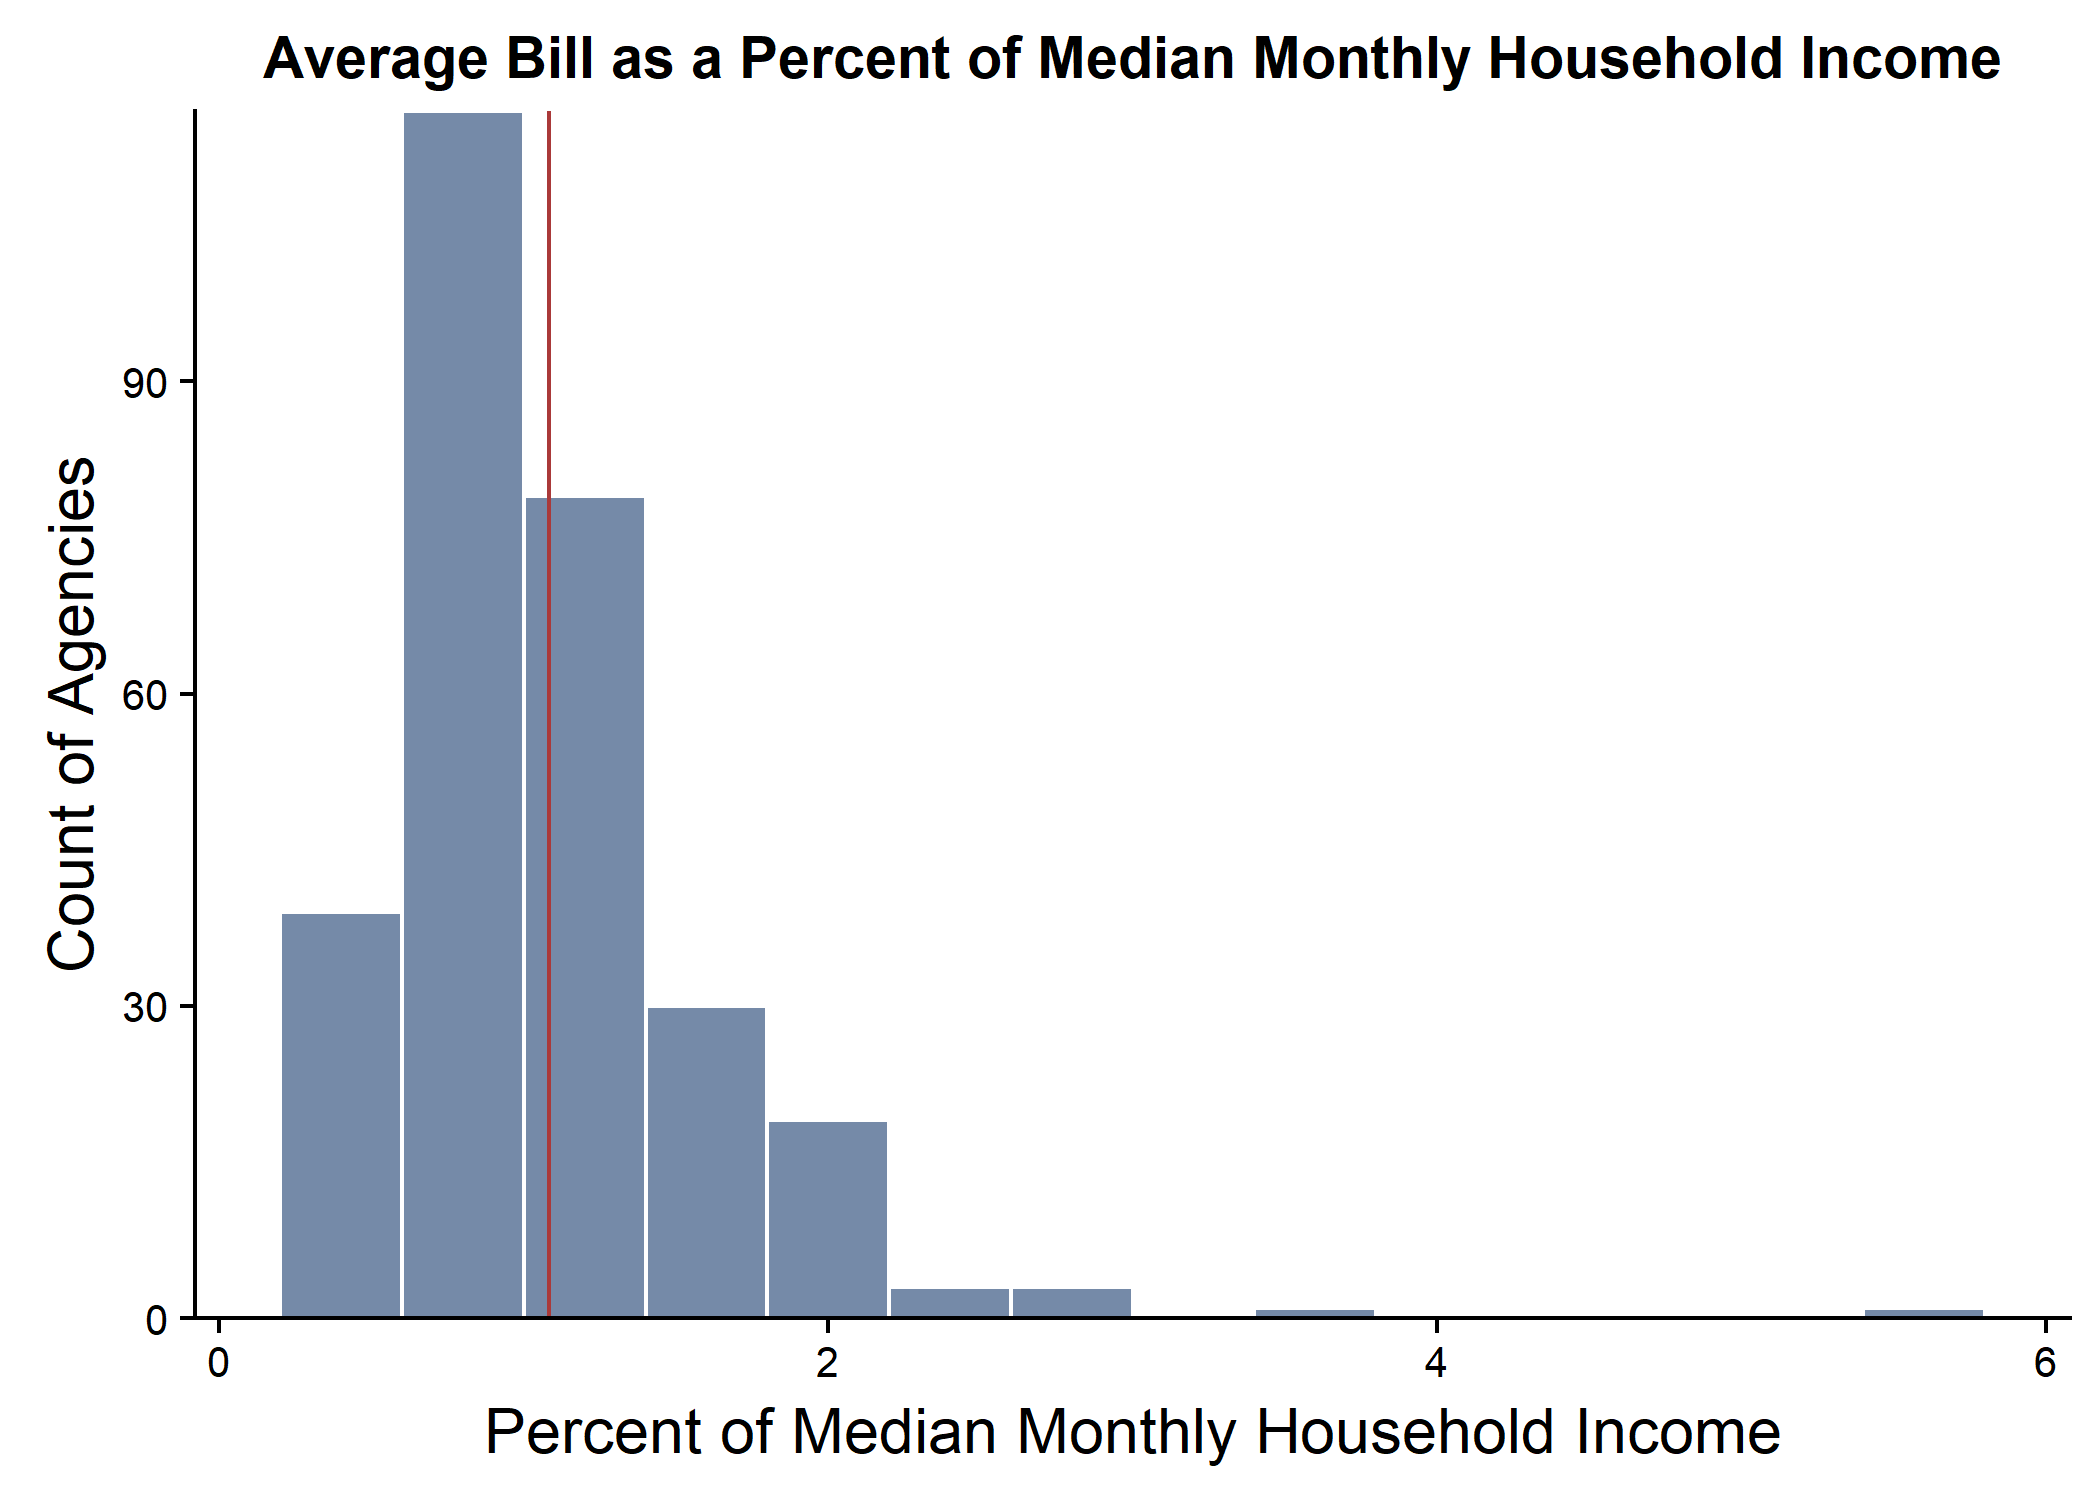 Average Bill as a Percent of Median Monthly Household Income
Count of Agencies
90
60
30
0
0 2 4 6
Percent of Median Monthly Household Income